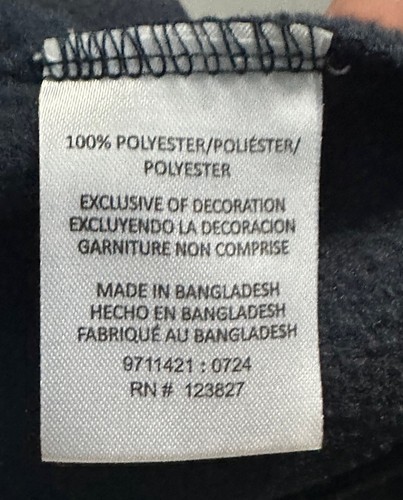 100% POLYESTER/POLIÉSTER/
POLYESTER
EXCLUSIVE OF DECORATION
EXCLUYENDO LA DECORACION
GARNITURE NON COMPRISE
MADE IN BANGLADESH
HECHO EN BANGLADESH
FABRIQUÉ AU BANGLADESH
9711421 : 0724
RN # 123827